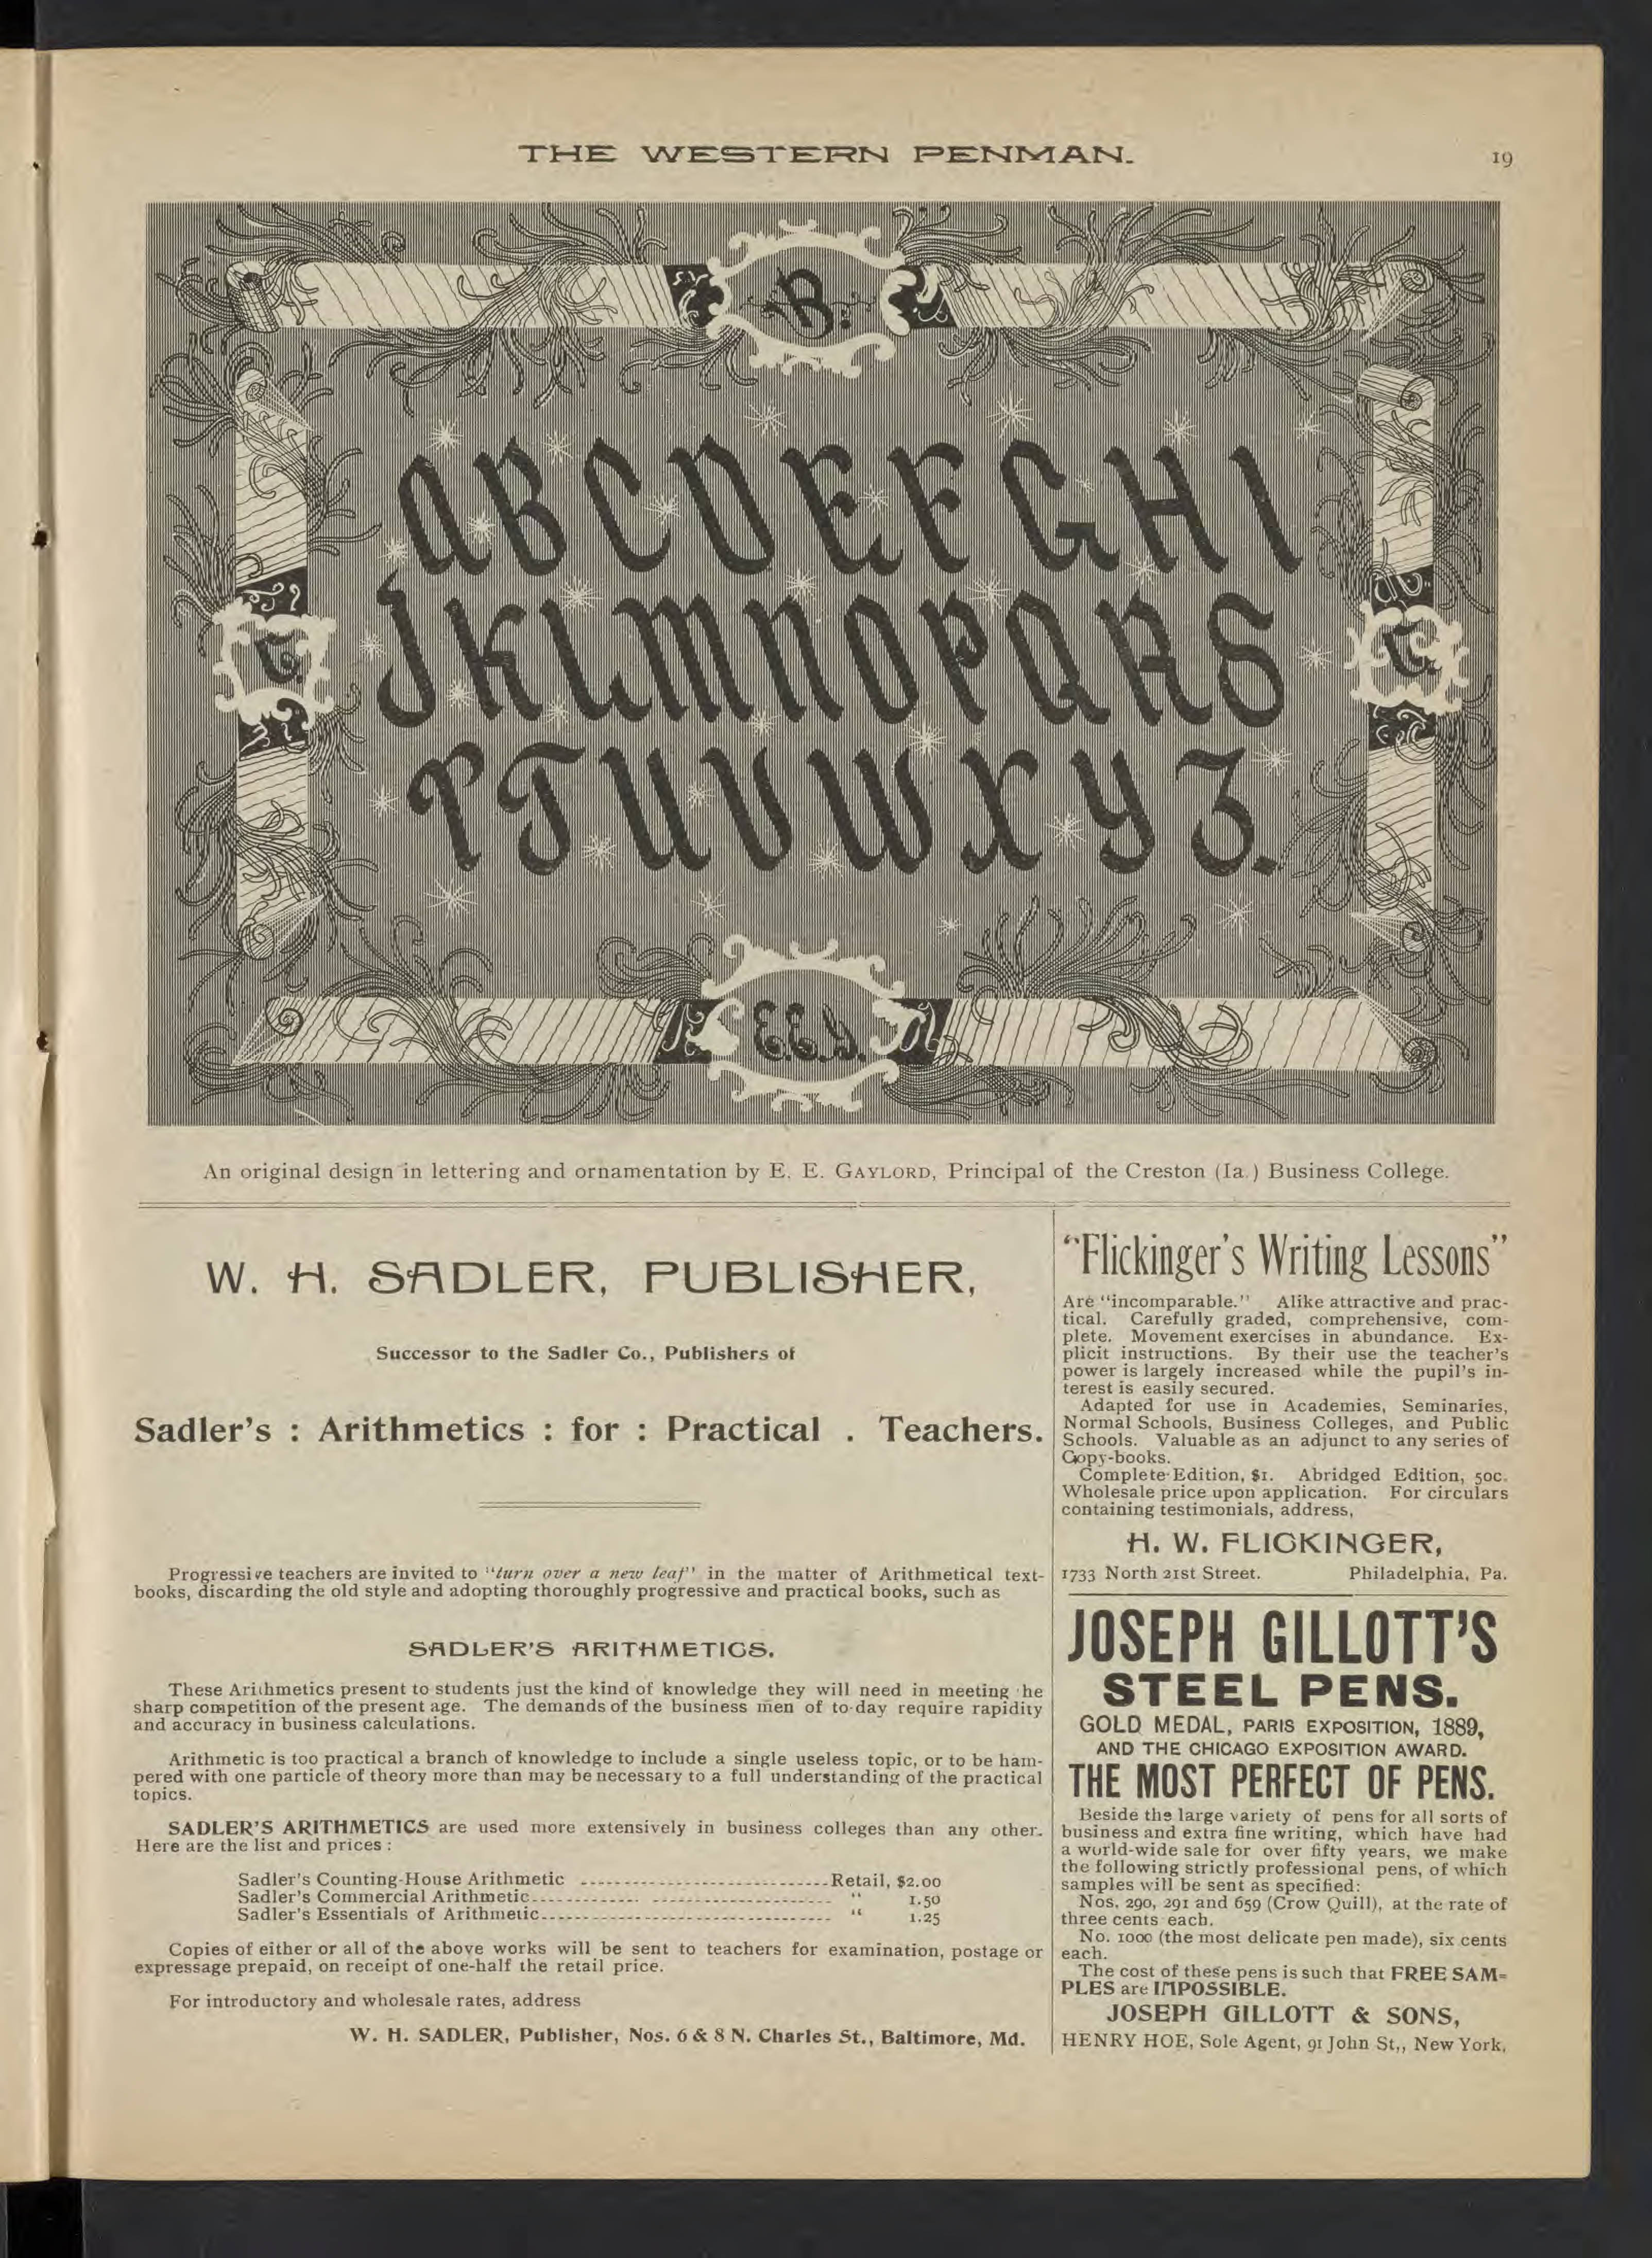 THE WESTERN PENMAN.
19
B.
A B C D E F G H I
J K L M N O P Q R S
T T U V W X Y Z.
C.
C.
E. E. G.
An original design in lettering and ornamentation by E. E. GAYLORD, Principal of the Creston (Ia.) Business College.
W. H. SADLER, PUBLISHER,
Successor to the Sadler Co., Publishers of
Sadler's : Arithmetics : for : Practical . Teachers.
Progressive teachers are invited to "turn over a new leaf" in the matter of Arithmetical text-
books, discarding the old style and adopting thoroughly progressive and practical books, such as
SADLER'S ARITHMETICS.
These Arithmetics present to students just the kind of knowledge they will need in meeting he
sharp competition of the present age. The demands of the business men of to-day require rapidity
and accuracy in business calculations.
Arithmetic is too practical a branch of knowledge to include a single useless topic, or to be ham-
pered with one particle of theory more than may be necessary to a full understanding of the practical
topics.
SADLER'S ARITHMETICS are used more extensively in business colleges than any other.
Here are the list and prices :
Sadler's Counting-House Arithmetic Retail, $2.00
Sadler's Commercial Arithmetic " 1.50
Sadler's Essentials of Arithmetic " 1.25
Copies of either or all of the above works will be sent to teachers for examination, postage or
expressage prepaid, on receipt of one-half the retail price.
For introductory and wholesale rates, address
W. H. SADLER, Publisher, Nos. 6 & 8 N. Charles St., Baltimore, Md.
"Flickinger's Writing Lessons"
Are "incomparable." Alike attractive and prac-
tical. Carefully graded, comprehensive, com-
plete. Movement exercises in abundance. Ex-
plicit instructions. By their use the teacher's
power is largely increased while the pupil's in-
terest is easily secured.
Adapted for use in Academies, Seminaries,
Normal Schools, Business Colleges, and Public
Schools. Valuable as an adjunct to any series of
Copy-books.
Complete Edition, $1. Abridged Edition, 50c.
Wholesale price upon application. For circulars
containing testimonials, address,
H. W. FLICKINGER,
1733 North 21st Street. Philadelphia, Pa.
JOSEPH GILLOTT'S
STEEL PENS.
GOLD MEDAL, PARIS EXPOSITION, 1889,
AND THE CHICAGO EXPOSITION AWARD.
THE MOST PERFECT OF PENS.
Beside the large variety of pens for all sorts of
business and extra fine writing, which have had
a world-wide sale for over fifty years, we make
the following strictly professional pens, of which
samples will be sent as specified:
Nos. 290, 291 and 659 (Crow Quill), at the rate of
three cents each.
No. 1000 (the most delicate pen made), six cents
each.
The cost of these pens is such that FREE SAM-
PLES are IMPOSSIBLE.
JOSEPH GILLOTT & SONS,
HENRY HOE, Sole Agent, 91 John St,, New York,